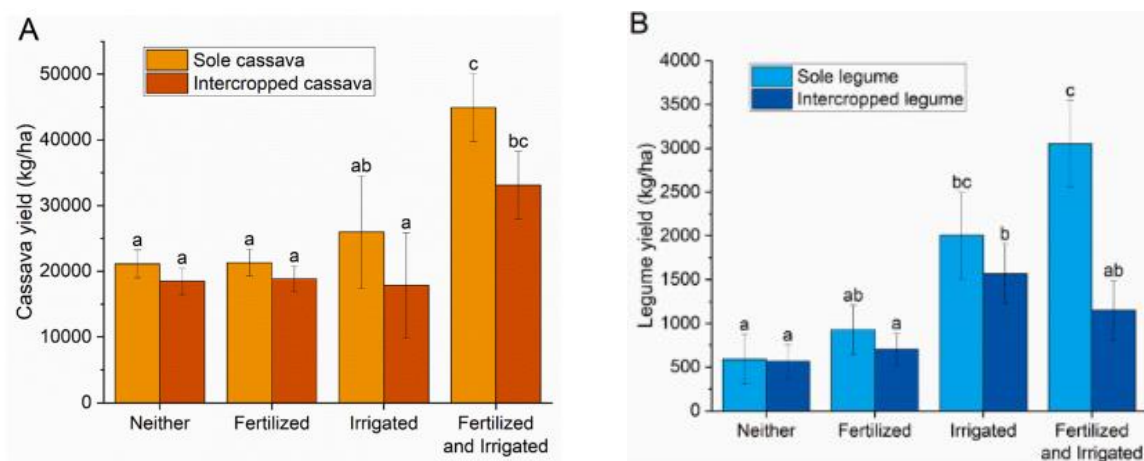 A
Sole cassava
Intercropped cassava
Cassava yield (kg/ha)
50000
40000
30000
20000
10000
0
a
a
a
a
ab
a
c
bc
Neither
Fertilized
Irrigated
Fertilized
and Irrigated
B
Sole legume
Intercropped legume
Legume yield (kg/ha)
4000
3500
3000
2500
2000
1500
1000
500
0
a
a
ab
a
bc
b
c
ab
Neither
Fertilized
Irrigated
Fertilized
and Irrigated